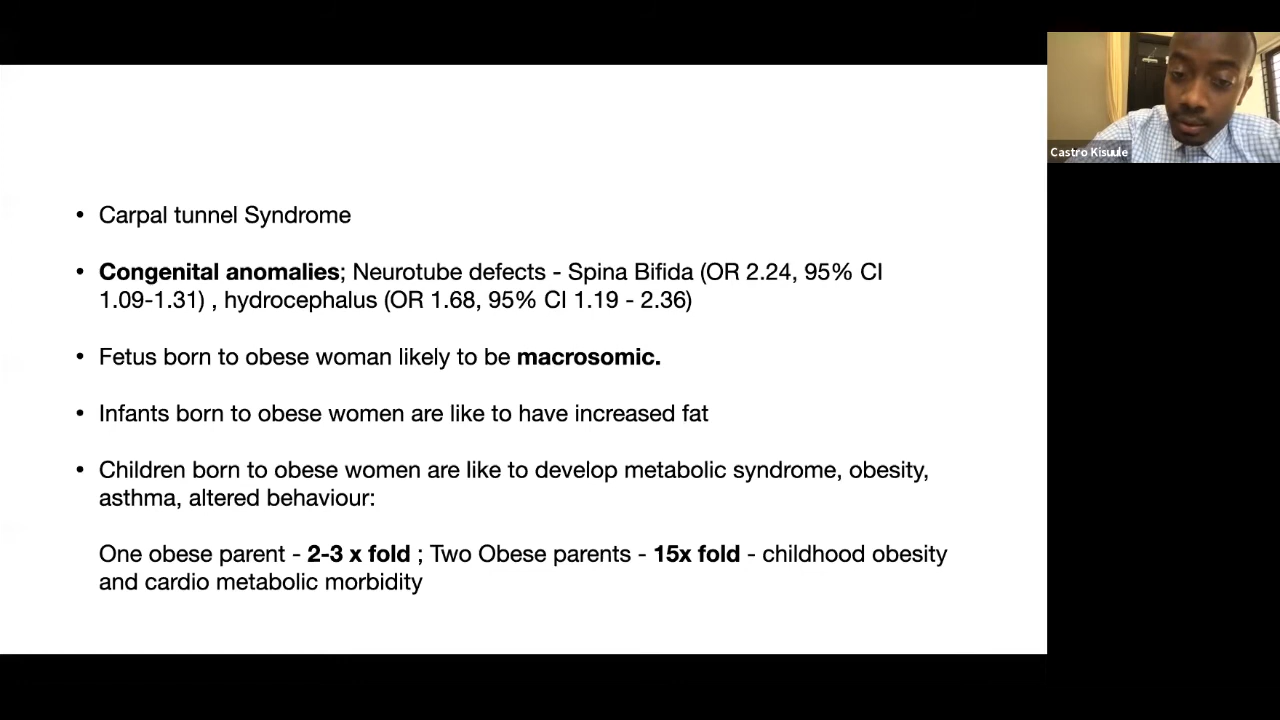 • Carpal tunnel Syndrome
• Congenital anomalies; Neurotube defects - Spina Bifida (OR 2.24, 95% CI
1.09-1.31) , hydrocephalus (OR 1.68, 95% CI 1.19 - 2.36)
• Fetus born to obese woman likely to be macrosomic.
• Infants born to obese women are like to have increased fat
• Children born to obese women are like to develop metabolic syndrome, obesity,
asthma, altered behaviour:
One obese parent - 2-3 x fold ; Two Obese parents - 15x fold - childhood obesity
and cardio metabolic morbidity
Castro Kisuule